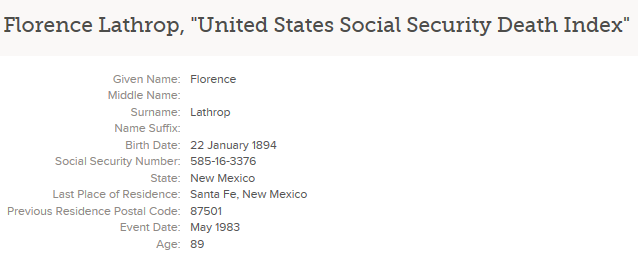 Florence Lathrop, "United States Social Security Death Index"
Given Name: Florence
Middle Name:
Surname: Lathrop
Name Suffix:
Birth Date: 22 January 1894
Social Security Number: 585-16-3376
State: New Mexico
Last Place of Residence: Santa Fe, New Mexico
Previous Residence Postal Code: 87501
Event Date: May 1983
Age: 89